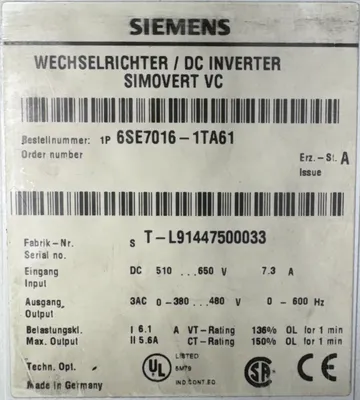 SIEMENS
WECHSELRICHTER / DC INVERTER
SIMOVERT VC
Bestellnummer: 1P 6SE7016-1TA61
Order number
Erz.-St. A
Issue
Fabrik-Nr. S T-L91447500033
Serial no.
Eingang DC 510 ...650 V 7.3 A
Input
Ausgang 3AC 0-380 ...480 V 0 - 600 Hz
Output
Belastungskl. I 6.1 A VT-Rating 136% OL for 1 min
Max. Output II 5.6A CT-Rating 150% OL for 1 min
Techn. Opt.
Made in Germany
UL LISTED
5M79
IND.CONT.EQ
SA
CE